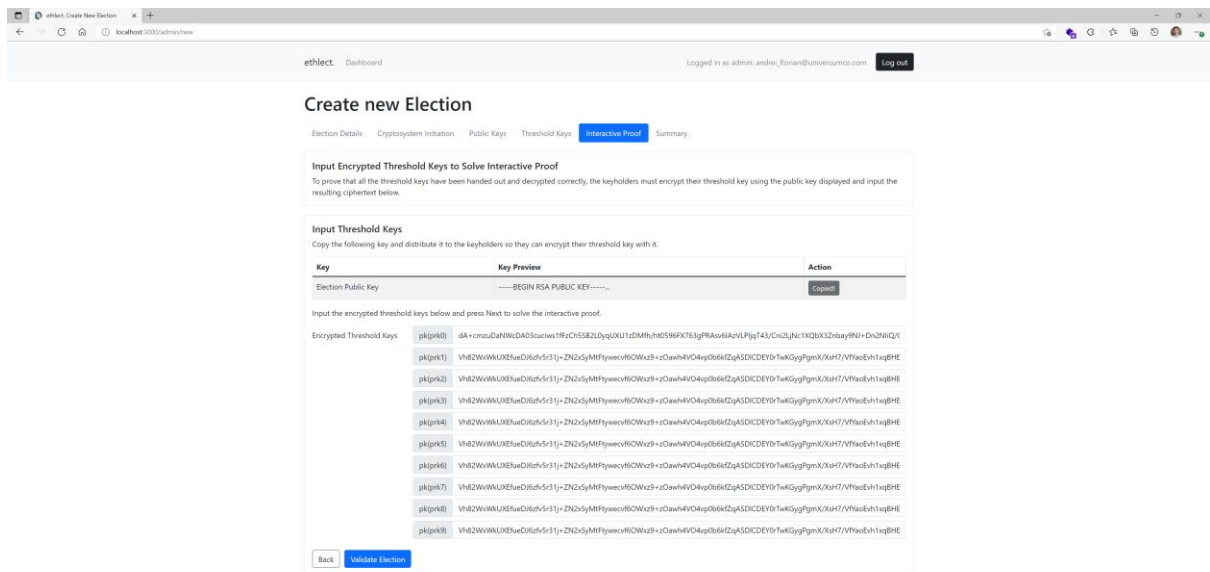 ethlect. Create New Election
localhost:3000/admin/new
ethlect. Dashboard Logged in as admin: andrei_florian@universumco.com Log out
Create new Election
Election Details Cryptosystem Initiation Public Keys Threshold Keys Interactive Proof Summary
Input Encrypted Threshold Keys to Solve Interactive Proof
To prove that all the threshold keys have been handed out and decrypted correctly, the keyholders must encrypt their threshold key using the public key displayed and input the
resulting ciphertext below.
Input Threshold Keys
Copy the following key and distribute it to the keyholders so they can encrypt their threshold key with it.
Key Key Preview Action
Election Public Key -----BEGIN RSA PUBLIC KEY-----... Copied!
Input the encrypted threshold keys below and press Next to solve the interactive proof.
Encrypted Threshold Keys pk(prk0)
pk(prk1)
pk(prk2)
pk(prk3)
pk(prk4)
pk(prk5)
pk(prk6)
pk(prk7)
pk(prk8)
pk(prk9)
Back Validate Election